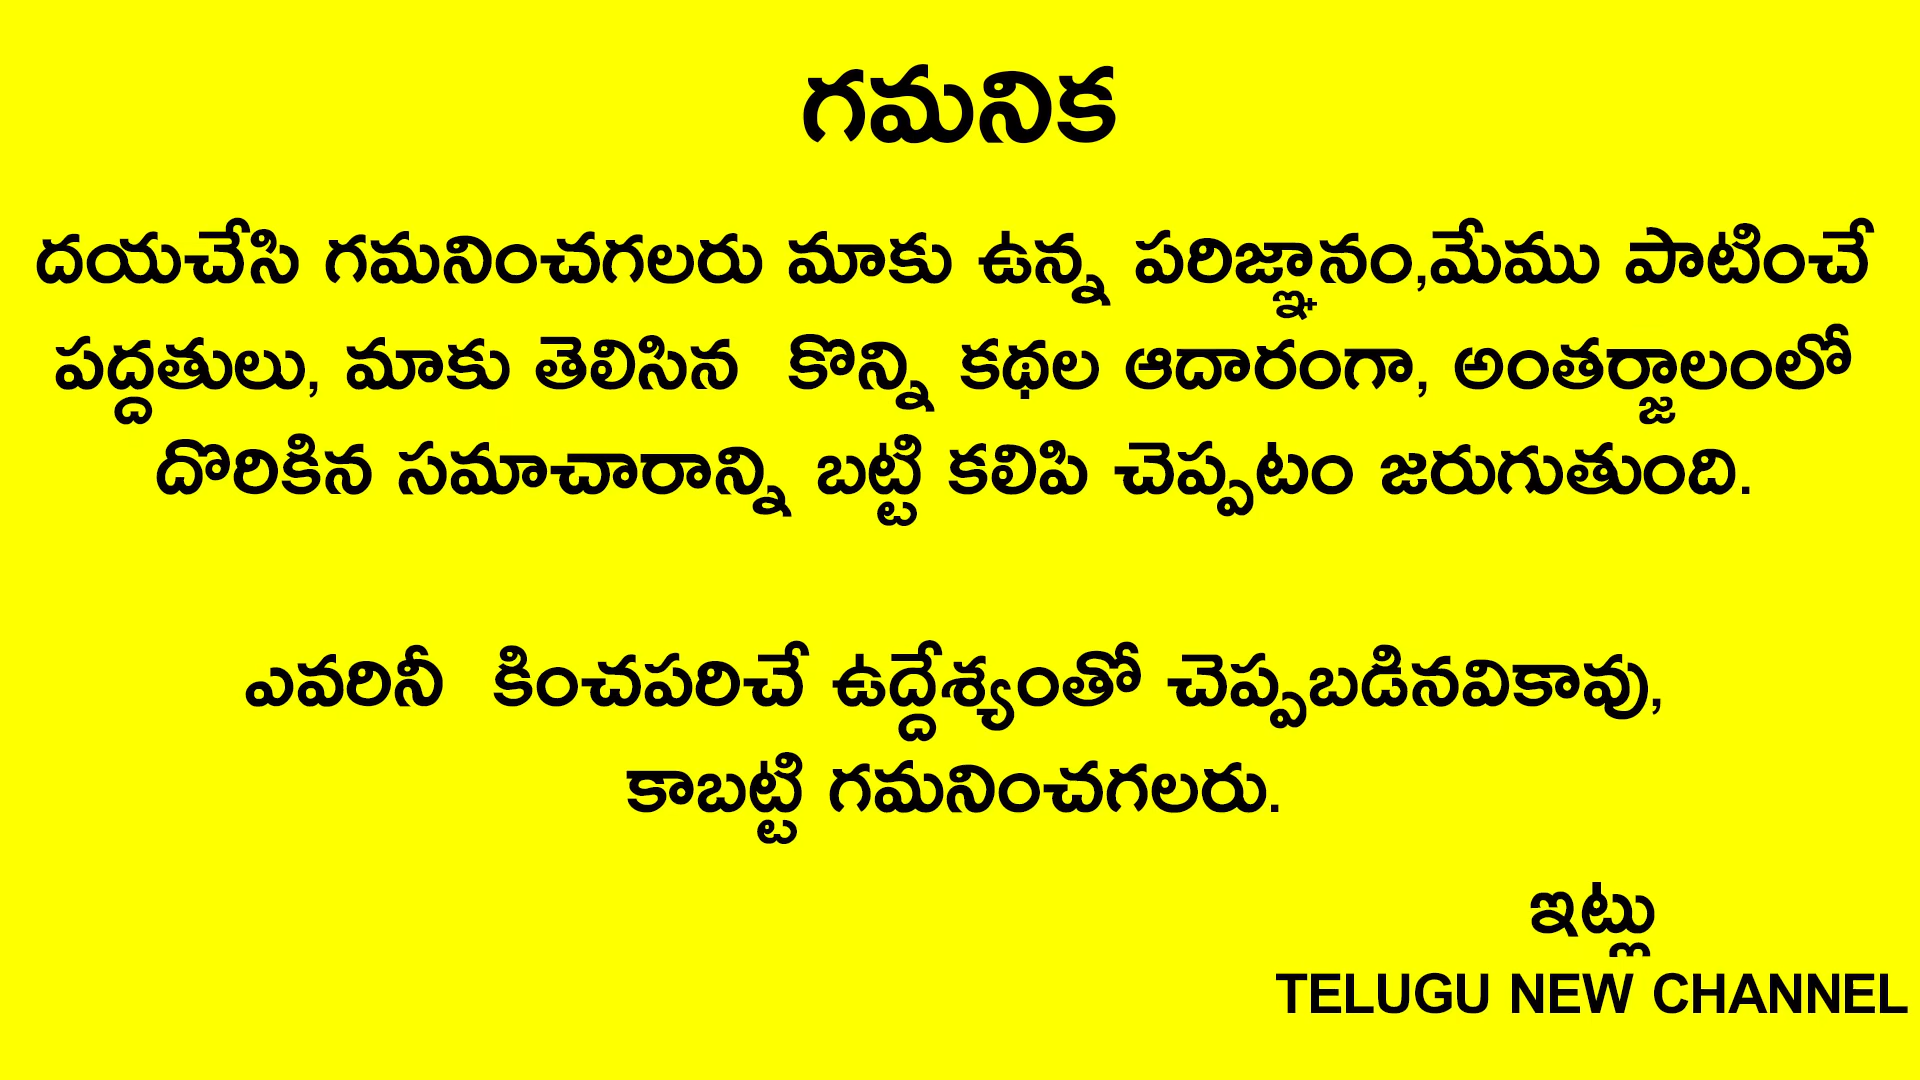 గమనిక
దయచేసి గమనించగలరు మాకు ఉన్న పరిజ్ఞానం,మేము పాటించే
పద్దతులు, మాకు తెలిసిన కొన్ని కథల ఆదారంగా, అంతర్జాలంలో
దొరికిన సమాచారాన్ని బట్టి కలిపి చెప్పటం జరుగుతుంది.
ఎవరినీ కించపరిచే ఉద్దేశ్యంతో చెప్పబడినవికావు,
కాబట్టి గమనించగలరు.
ఇట్లు
TELUGU NEW CHANNEL